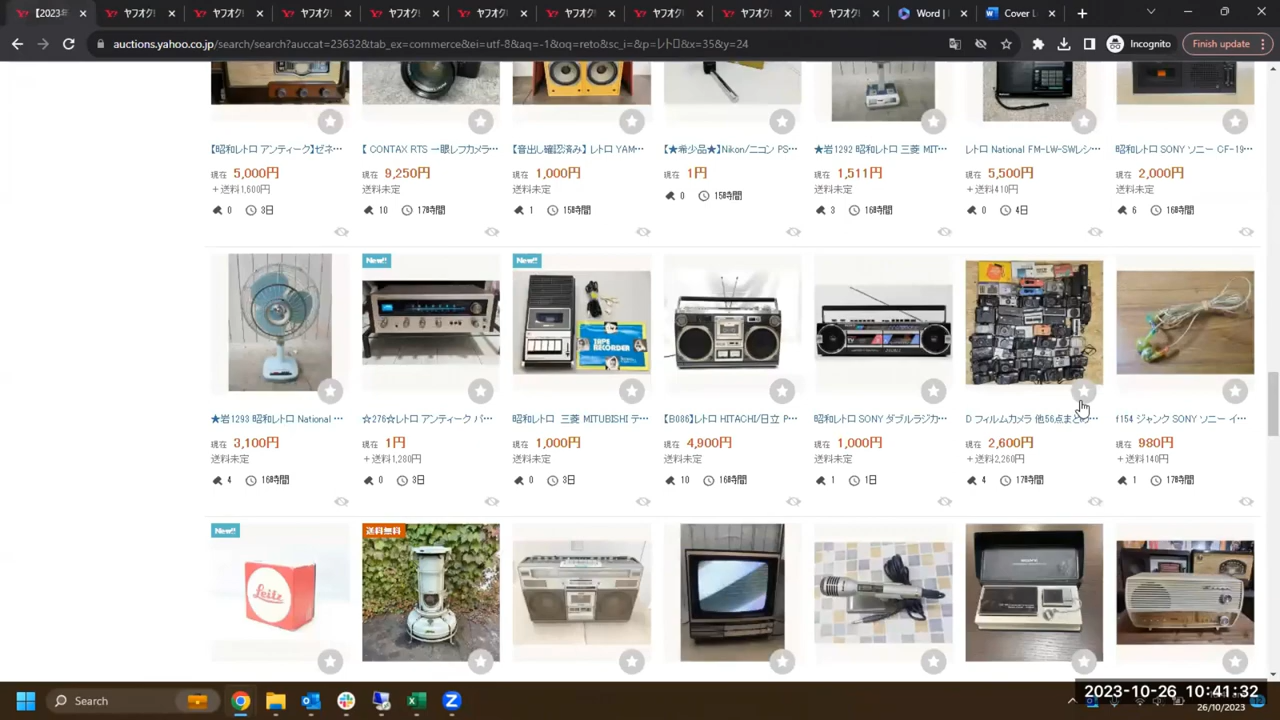 【2023年
ヤフオク!
ヤフオク!
ヤフオク!
ヤフオク!
ヤフオク!
ヤフオク!
ヤフオク!
ヤフオク!
ヤフオク!
Word |
Cover L
auctions.yahoo.co.jp/search/search?auccat=23632&tab_ex=commerce&ei=utf-8&aq=-1&oq=reto&sc_i=&p=レトロ&x=35&y=24
Incognito
Finish update
【昭和レトロ アンティーク】ゼネ…
【 CONTAX RTS 一眼レフカメラ…
【音出し確認済み】 レトロ YAM…
【★希少品★】Nikon/ニコン PS…
★岩1292 昭和レトロ 三菱 MIT…
レトロ National FM-LW-SWレシ…
昭和レトロ SONY ソニー CF-19…
現在 5,000円
現在 9,250円
現在 1,000円
現在 1円
現在 1,511円
現在 5,500円
現在 2,000円
+送料1,600円
送料未定
送料未定
送料未定
+送料410円
送料未定
0 3日
10 17時間
1 15時間
0 15時間
3 16時間
0 4日
6 16時間
New!!
New!!
TAPE RECORDER
★岩1293 昭和レトロ National …
☆276☆レトロ アンティーク パ…
昭和レトロ 三菱 MITUBISHI テ…
【B086】レトロ HITACHI/日立 P…
昭和レトロ SONY ダブルラジカ…
D フィルムカメラ 他56点まとめ…
f154 ジャンク SONY ソニー イ…
現在 3,100円
現在 1円
現在 1,000円
現在 4,900円
現在 1,000円
現在 2,600円
現在 980円
送料未定
+送料1,280円
送料未定
送料未定
送料未定
+送料2,260円
+送料140円
4 16時間
0 3日
0 3日
10 16時間
1 1日
4 17時間
1 17時間
New!!
送料無料
Leitz
Search
2023-10-26 10:41:32
26/10/2023